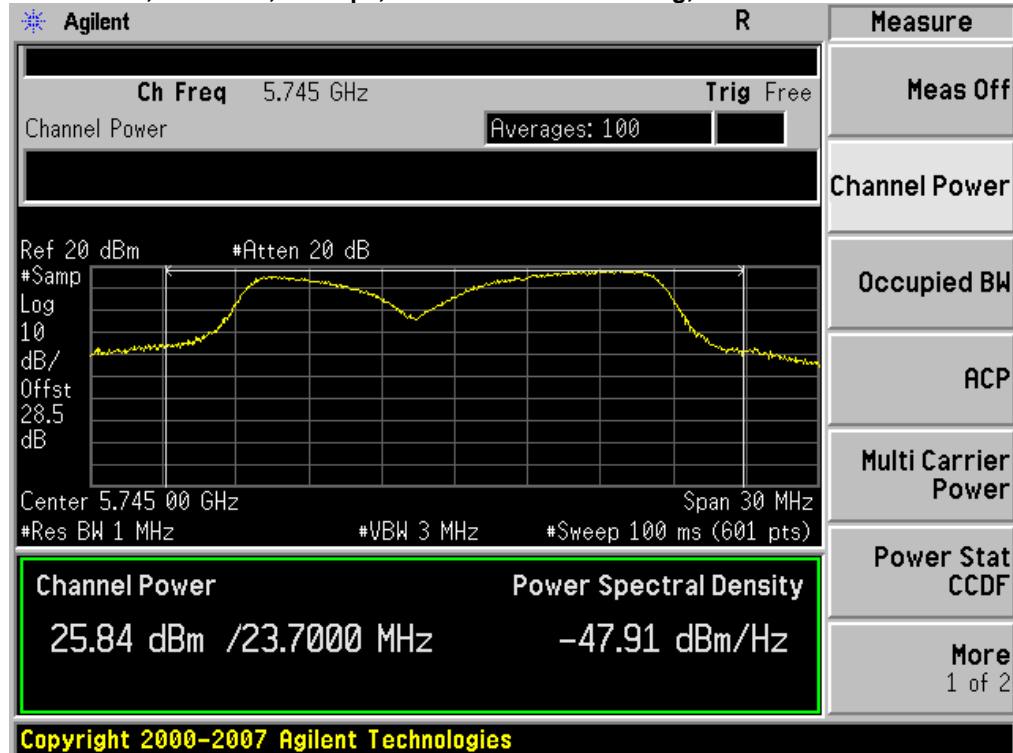 Agilent R Measure
Ch Freq 5.745 GHz Trig Free
Channel Power Averages: 100
Ref 20 dBm #Atten 20 dB
#Samp
Log
10
dB/
Offst
28.5
dB
Center 5.745 00 GHz Span 30 MHz
#Res BW 1 MHz #VBW 3 MHz #Sweep 100 ms (601 pts)
Channel Power Power Spectral Density
25.84 dBm /23.7000 MHz -47.91 dBm/Hz
Meas Off
Channel Power
Occupied BW
ACP
Multi Carrier
Power
Power Stat
CCDF
More
1 of 2
Copyright 2000-2007 Agilent Technologies